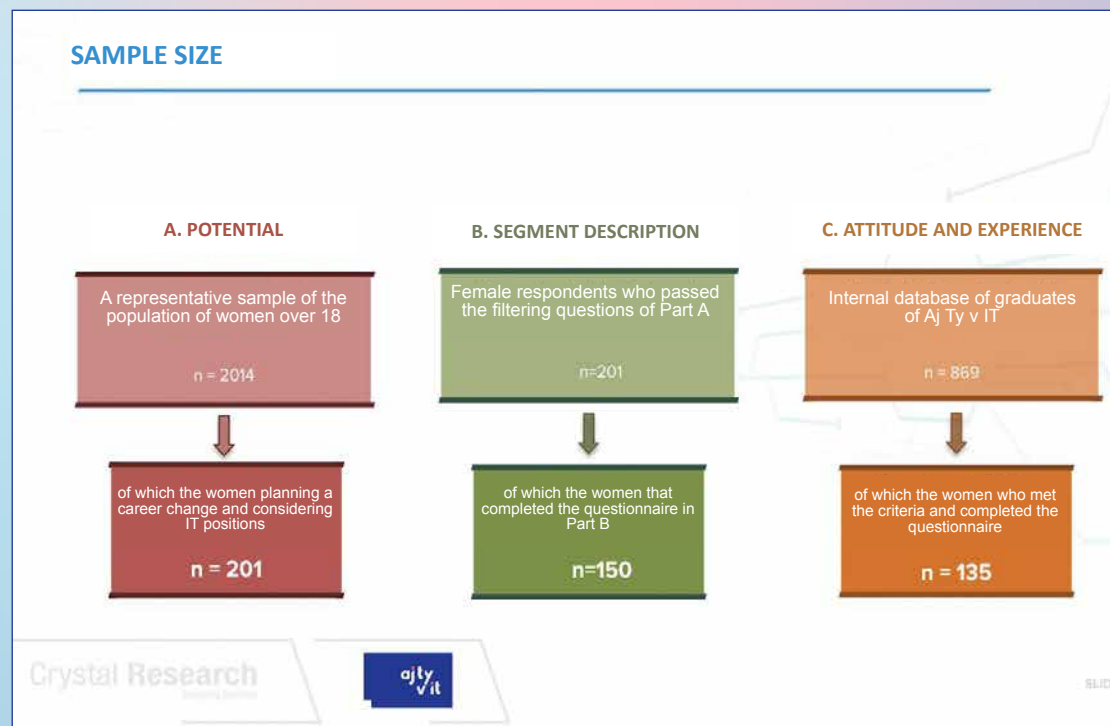 SAMPLE SIZE
A. POTENTIAL
A representative sample of the
population of women over 18
n = 2014
of which the women planning a
career change and considering
IT positions
n = 201
B. SEGMENT DESCRIPTION
Female respondents who passed
the filtering questions of Part A
n=201
of which the women that
completed the questionnaire in
Part B
n=150
C. ATTITUDE AND EXPERIENCE
Internal database of graduates
of Aj Ty v IT
n = 869
of which the women who met
the criteria and completed the
questionnaire
n = 135
Crystal Research
ajty
v it
SLID